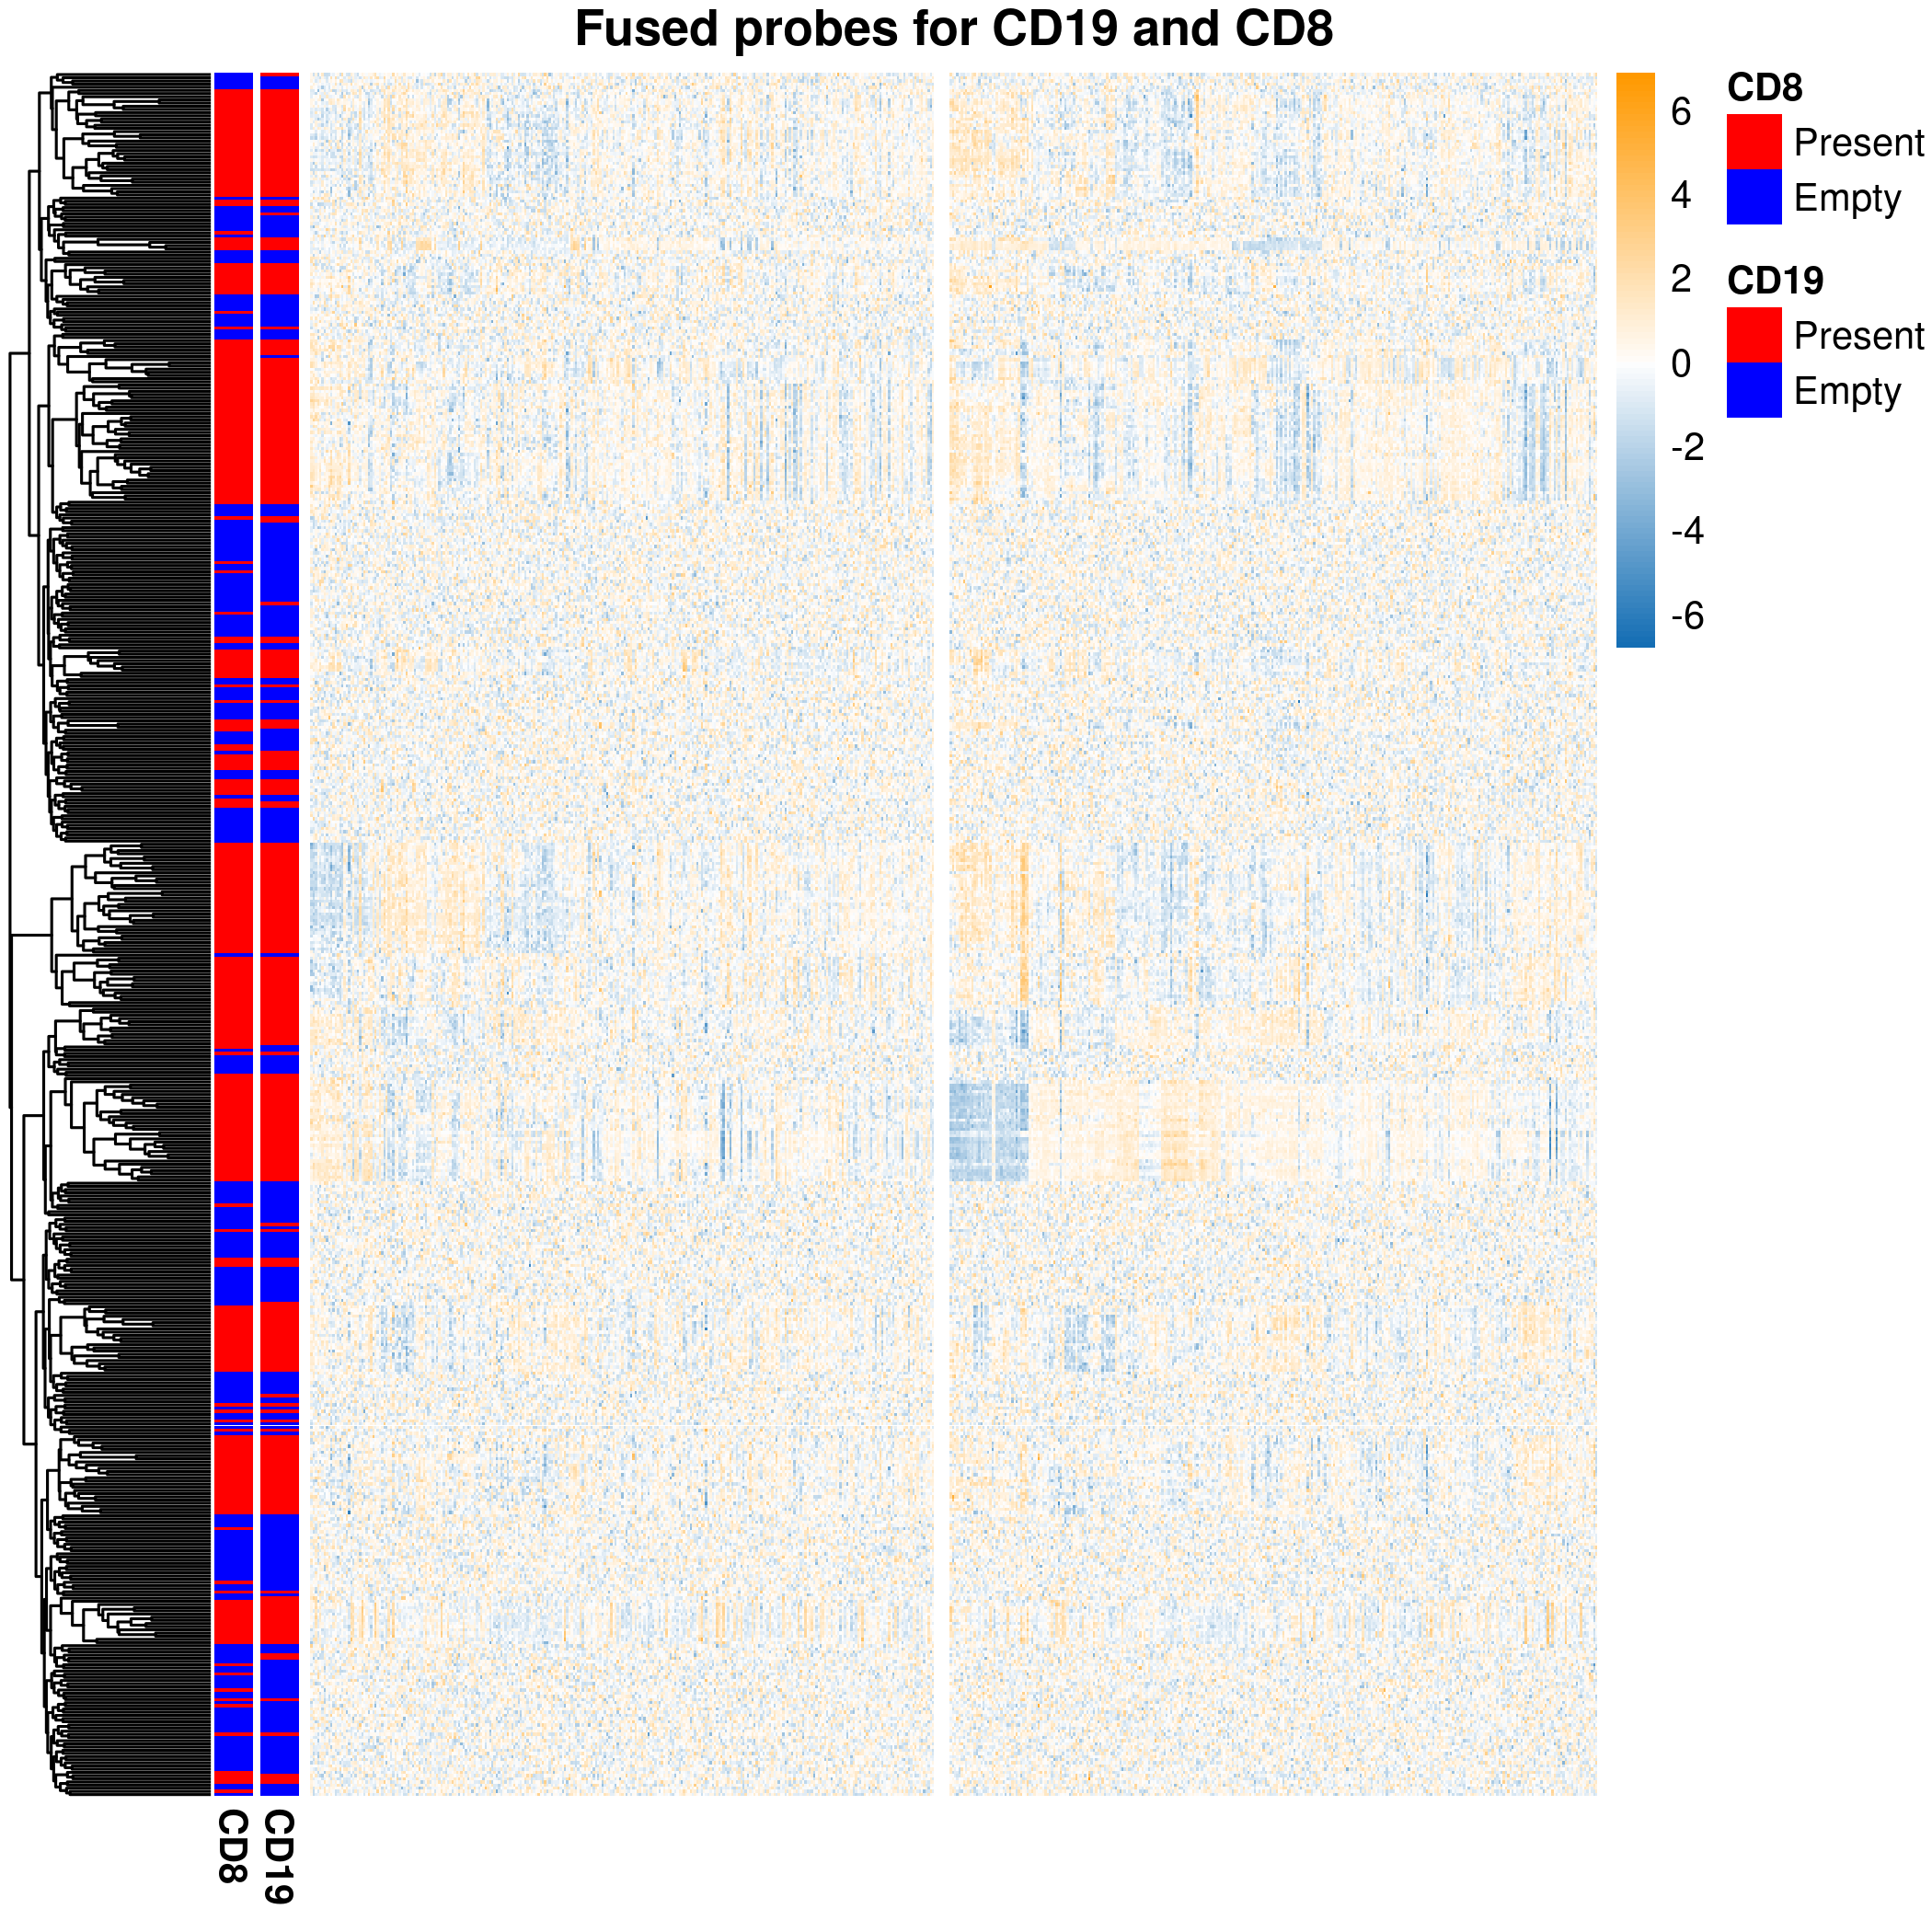 Fused probes for CD19 and CD8
6
4
2
0
-2
-4
-6
CD8
Present
Empty
CD19
Present
Empty
CD8
CD19